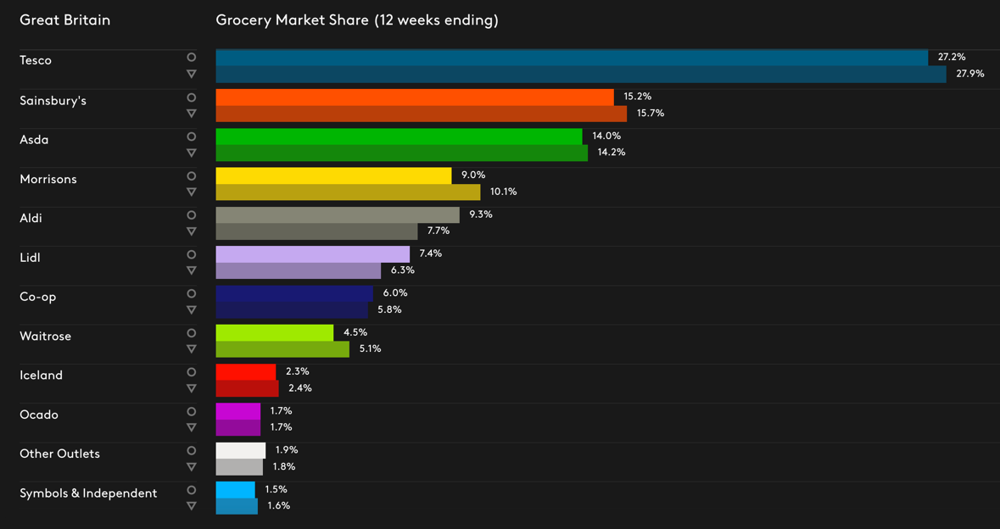 Great Britain
Grocery Market Share (12 weeks ending)
Tesco
27.2%
27.9%
Sainsbury's
15.2%
15.7%
Asda
14.0%
14.2%
Morrisons
9.0%
10.1%
Aldi
9.3%
7.7%
Lidl
7.4%
6.3%
Co-op
6.0%
5.8%
Waitrose
4.5%
5.1%
Iceland
2.3%
2.4%
Ocado
1.7%
1.7%
Other Outlets
1.9%
1.8%
Symbols & Independent
1.5%
1.6%